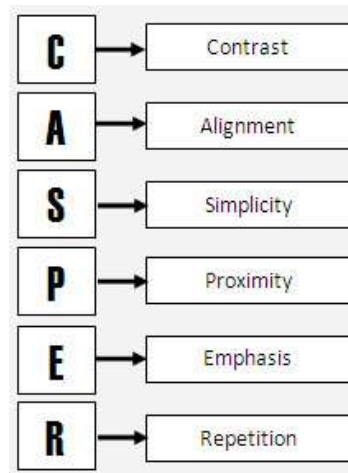 C Contrast
A Alignment
S Simplicity
P Proximity
E Emphasis
R Repetition